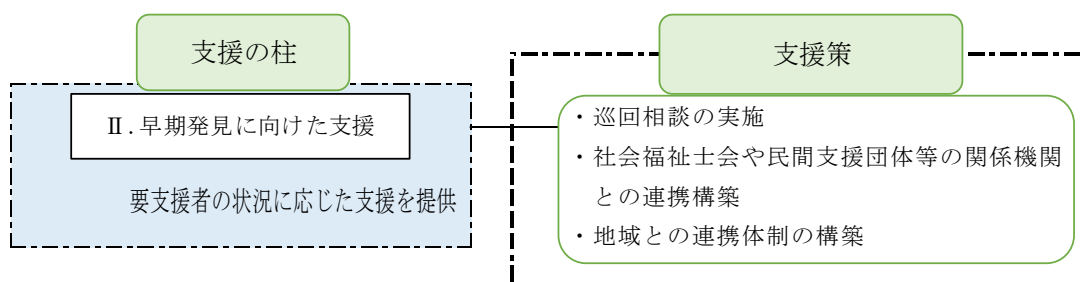 支援の柱
Ⅱ.早期発見に向けた支援
要支援者の状況に応じた支援を提供
支援策
・巡回相談の実施
・社会福祉士会や民間支援団体等の関係機関
との連携構築
・地域との連携体制の構築